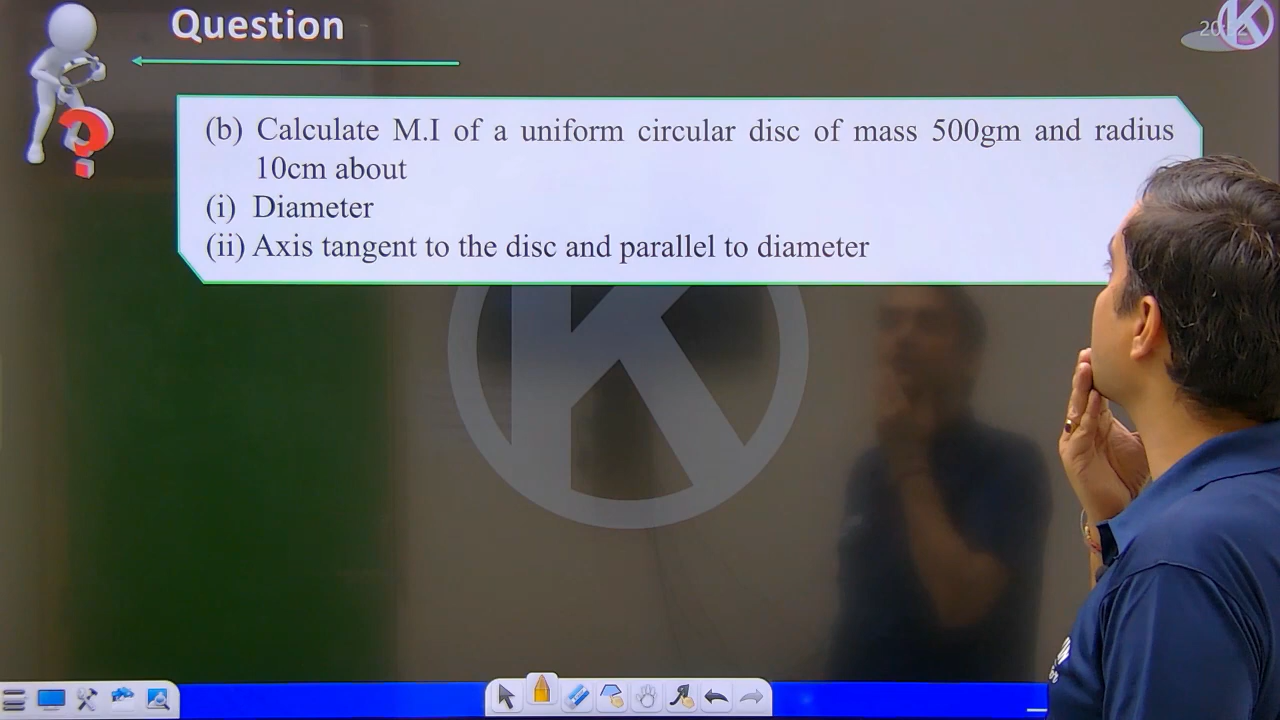 Question
(b) Calculate M.I of a uniform circular disc of mass 500gm and radius
10cm about
(i) Diameter
(ii) Axis tangent to the disc and parallel to diameter
K